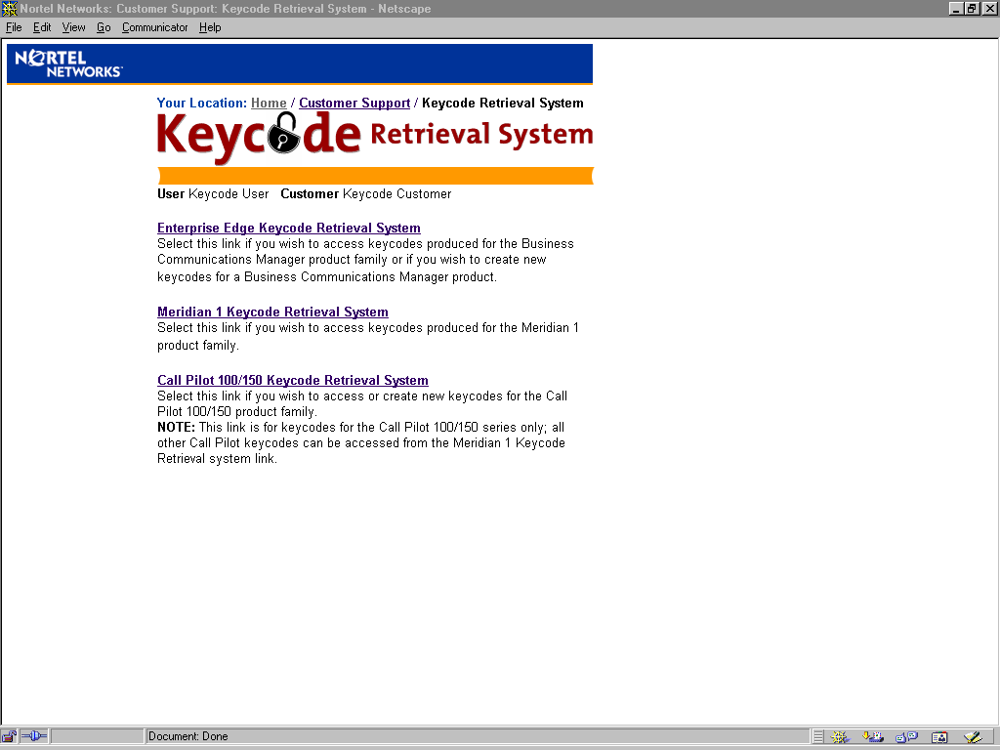 Nortel Networks: Customer Support: Keycode Retrieval System - Netscape
File Edit View Go Communicator Help
NORTEL
NETWORKS™
Your Location: Home / Customer Support / Keycode Retrieval System
Keycode Retrieval System
User Keycode User Customer Keycode Customer
Enterprise Edge Keycode Retrieval System
Select this link if you wish to access keycodes produced for the Business
Communications Manager product family or if you wish to create new
keycodes for a Business Communications Manager product.
Meridian 1 Keycode Retrieval System
Select this link if you wish to access keycodes produced for the Meridian 1
product family.
Call Pilot 100/150 Keycode Retrieval System
Select this link if you wish to access or create new keycodes for the Call
Pilot 100/150 product family.
NOTE: This link is for keycodes for the Call Pilot 100/150 series only; all
other Call Pilot keycodes can be accessed from the Meridian 1 Keycode
Retrieval system link.
Document: Done